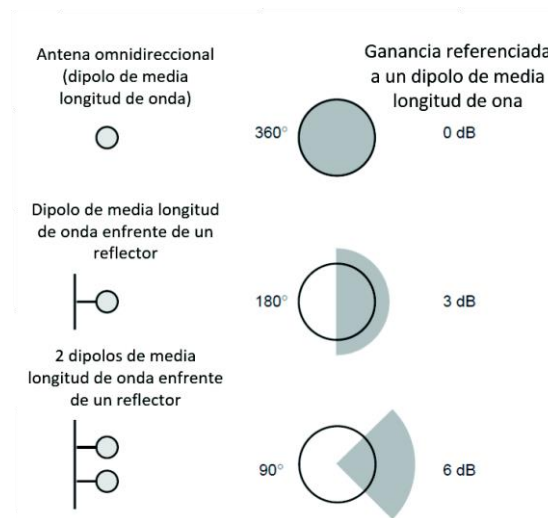 Antena omnidireccional
(dipolo de media
longitud de onda)
Ganancia referenciada
a un dipolo de media
longitud de ona
360°
0 dB
Dipolo de media longitud
de onda enfrente de un
reflector
180°
3 dB
2 dipolos de media
longitud de onda enfrente
de un reflector
90°
6 dB